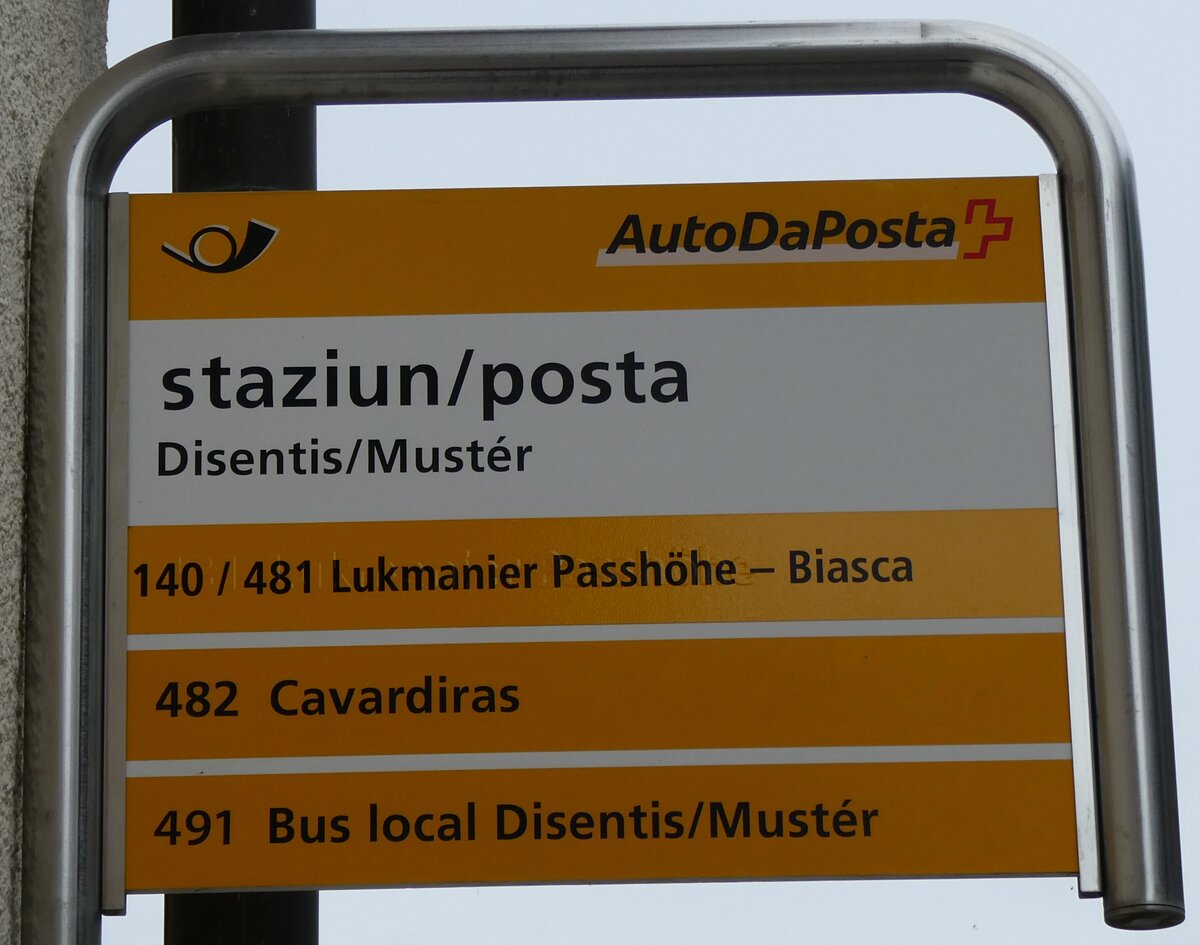 AutoDaPosta
staziun/posta
Disentis/Mustér
140 / 481 Lukmanier Passhöhe – Biasca
482 Cavardiras
491 Bus local Disentis/Mustér